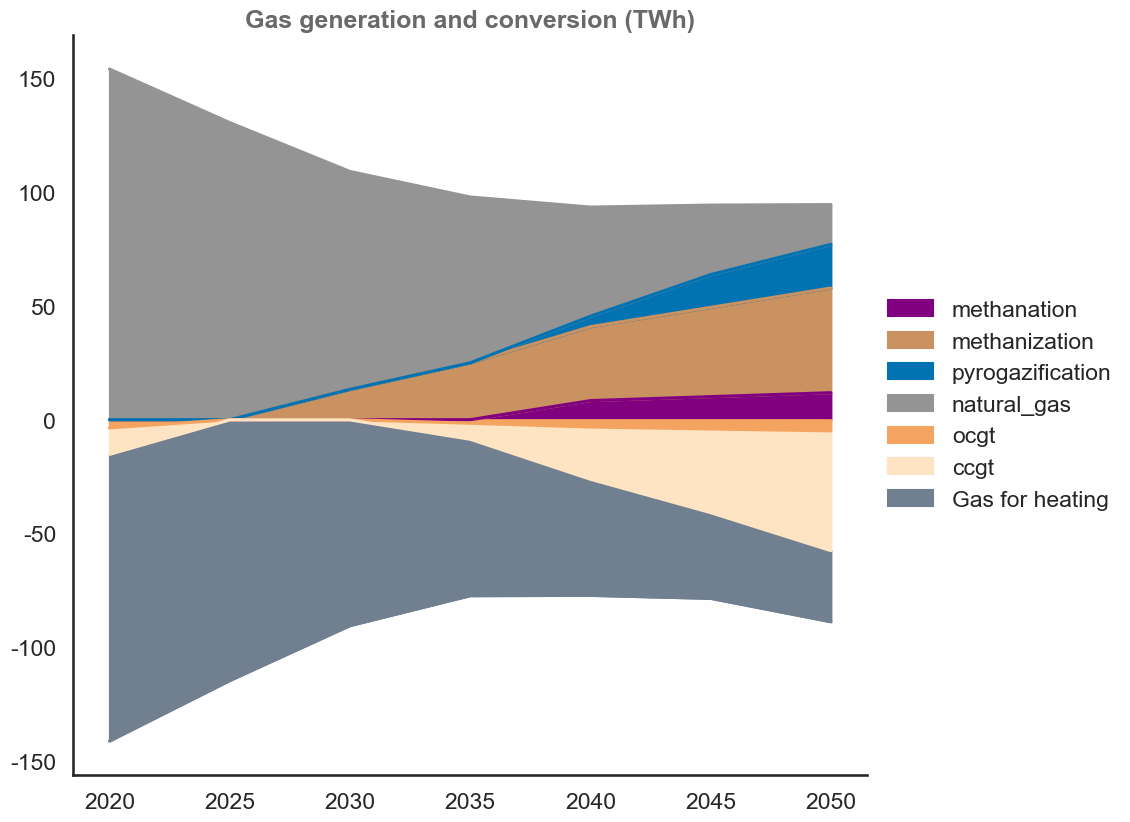 Gas generation and conversion (TWh)
150
100
50
0
-50
-100
-150
2020 2025 2030 2035 2040 2045 2050
methanation
methanization
pyrogazification
natural_gas
ocgt
ccgt
Gas for heating